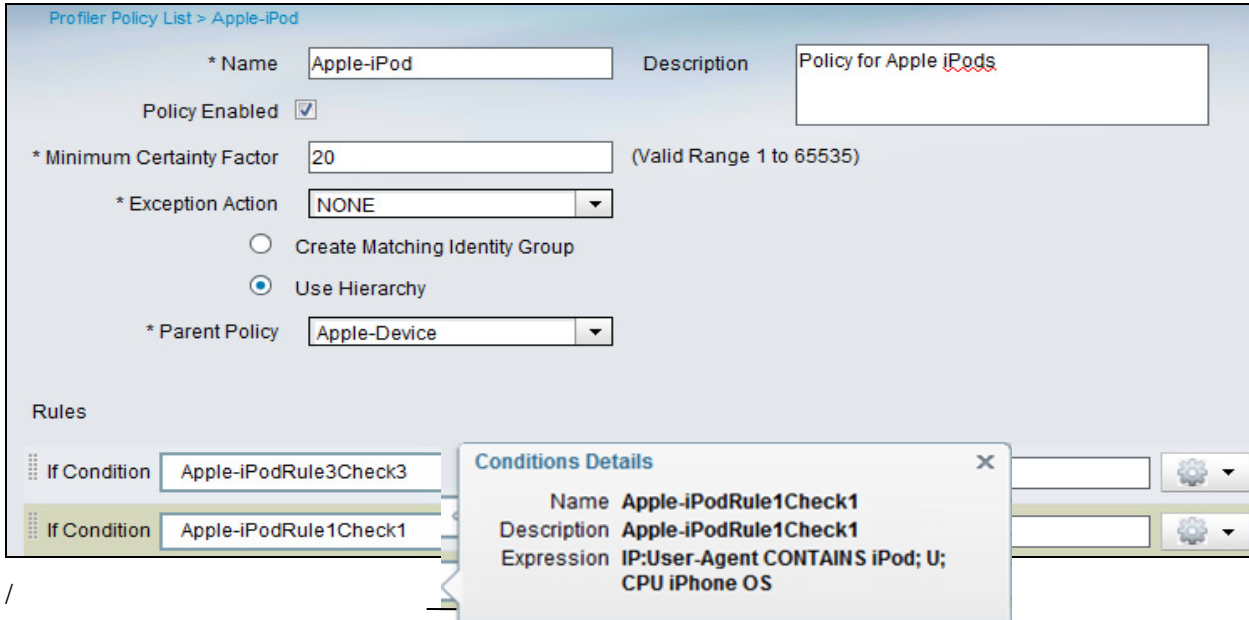 Profiler Policy List > Apple-iPod
* Name Apple-iPod Description Policy for Apple iPods
Policy Enabled
* Minimum Certainty Factor 20 (Valid Range 1 to 65535)
* Exception Action NONE
Create Matching Identity Group
Use Hierarchy
* Parent Policy Apple-Device
Rules
If Condition Apple-iPodRule3Check3
If Condition Apple-iPodRule1Check1
Conditions Details
Name Apple-iPodRule1Check1
Description Apple-iPodRule1Check1
Expression IP:User-Agent CONTAINS iPod; U;
CPU iPhone OS
/